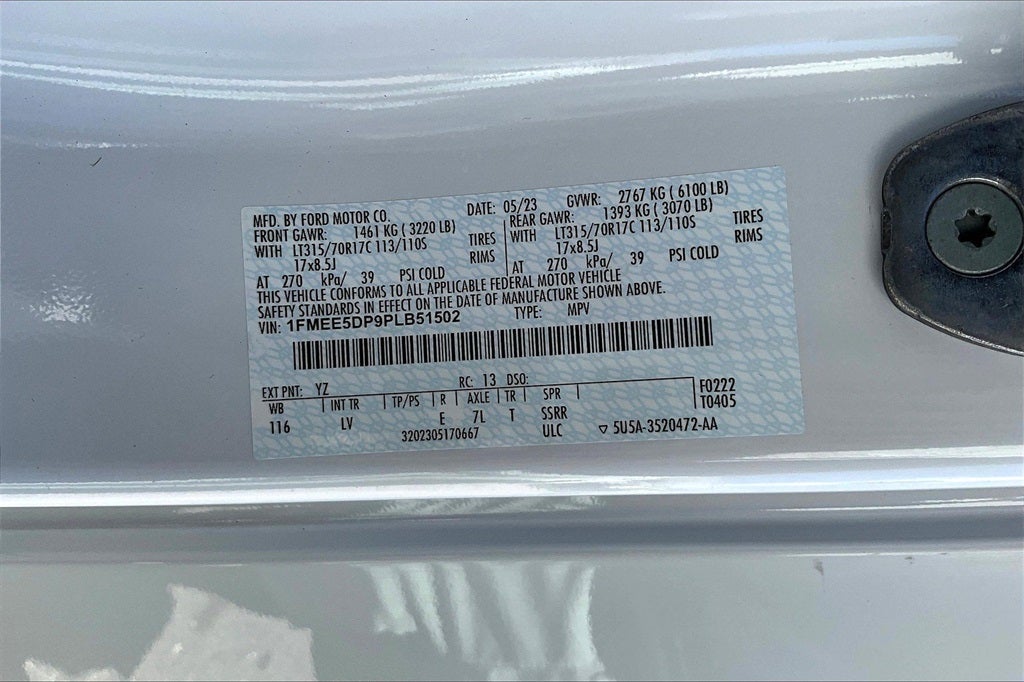 MFD. BY FORD MOTOR CO. DATE: 05/23 GVWR: 2767 KG ( 6100 LB)
FRONT GAWR: 1461 KG ( 3220 LB) REAR GAWR: 1393 KG ( 3070 LB)
WITH LT315/70R17C 113/110S TIRES WITH LT315/70R17C 113/110S TIRES
17x8.5J RIMS 17x8.5J RIMS
AT 270 kPa/ 39 PSI COLD AT 270 kPa/ 39 PSI COLD
THIS VEHICLE CONFORMS TO ALL APPLICABLE FEDERAL MOTOR VEHICLE
SAFETY STANDARDS IN EFFECT ON THE DATE OF MANUFACTURE SHOWN ABOVE.
VIN: 1FMEE5DP9PLB51502 TYPE: MPV
EXT PNT: YZ RC: 13 DSO:
WB INT TR TP/PS R AXLE TR SPR F0222
116 LV E 7L T SSRR T0405
3202305170667 ULC ▽ 5U5A-3520472-AA